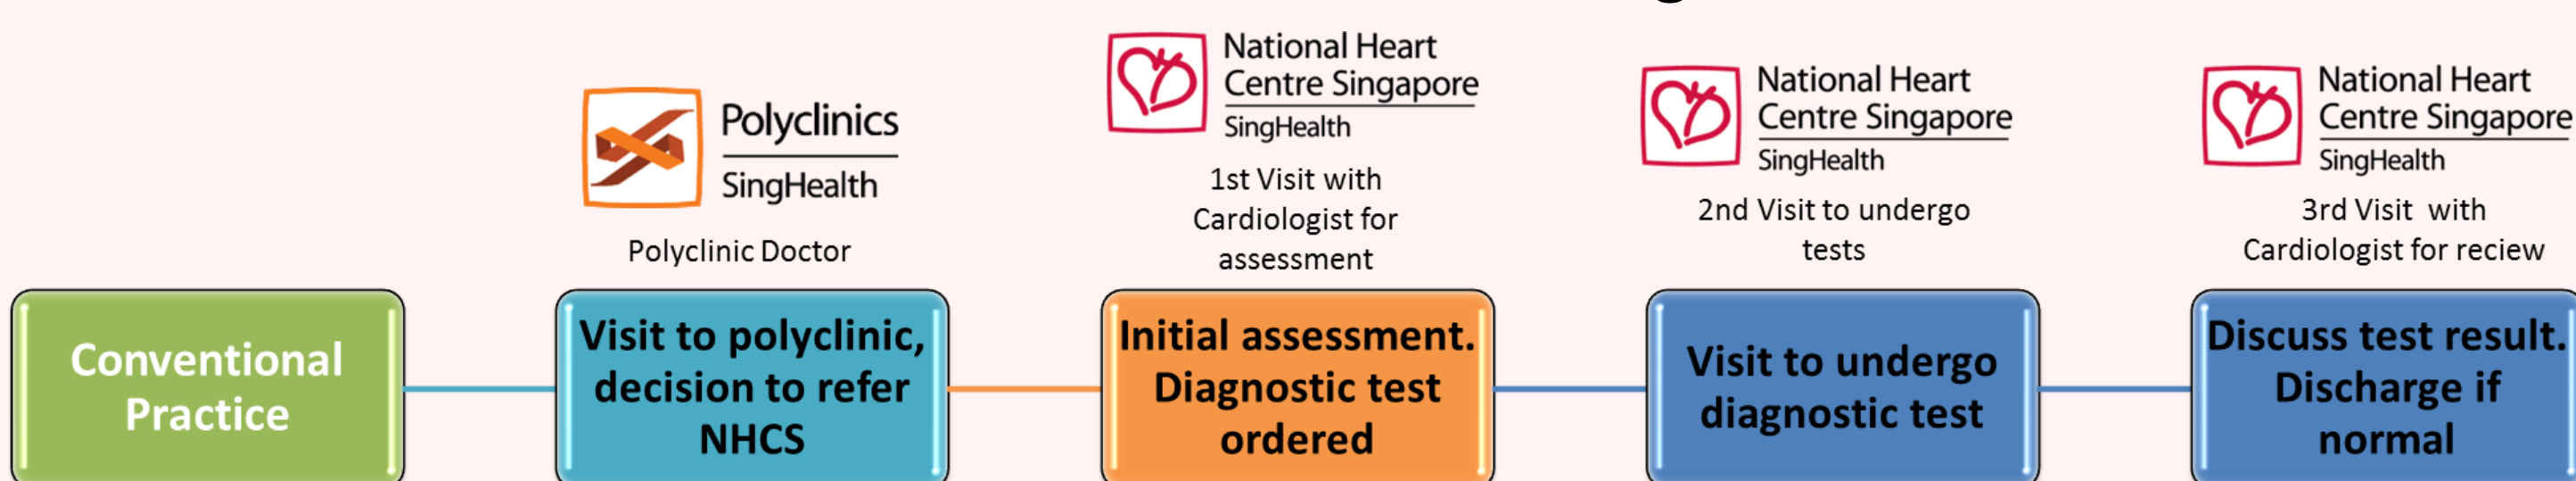 Polyclinics
SingHealth
Polyclinic Doctor
National Heart
Centre Singapore
SingHealth
1st Visit with
Cardiologist for
assessment
National Heart
Centre Singapore
SingHealth
2nd Visit to undergo
tests
National Heart
Centre Singapore
SingHealth
3rd Visit with
Cardiologist for reciew
Conventional
Practice
Visit to polyclinic,
decision to refer
NHCS
Initial assessment.
Diagnostic test
ordered
Visit to undergo
diagnostic test
Discuss test result.
Discharge if
normal